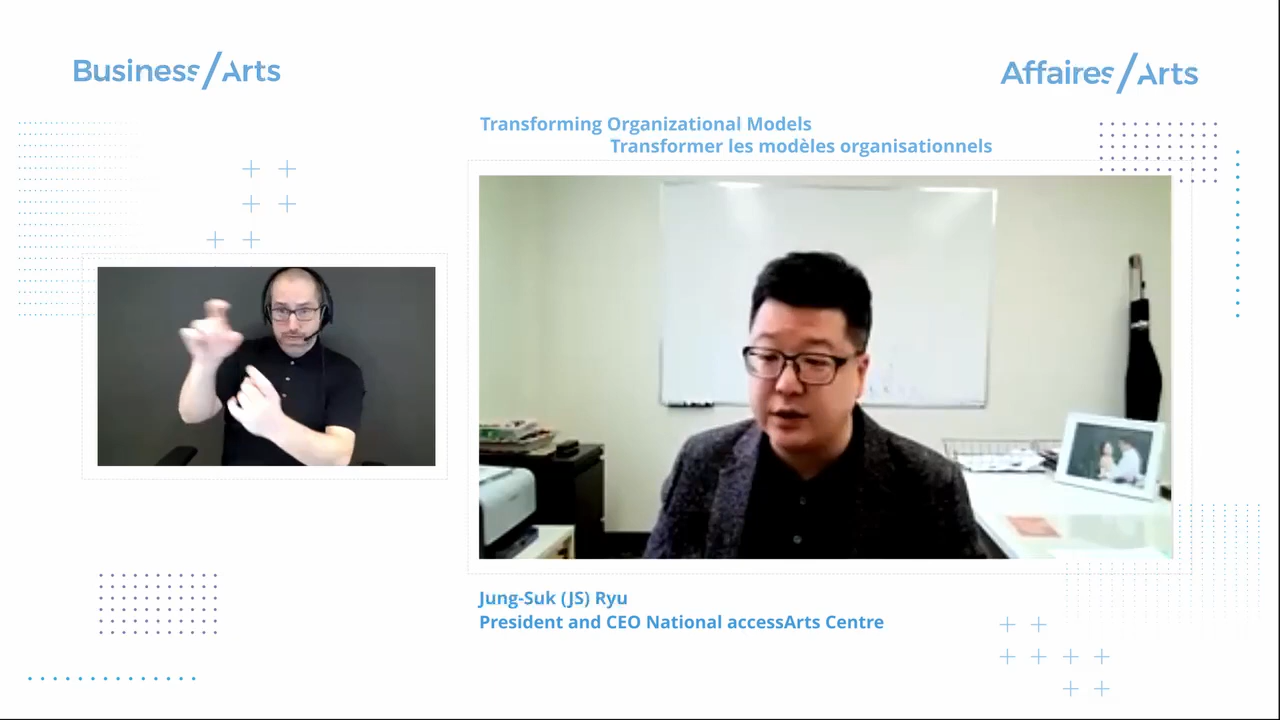 Business/Arts
Affaires/Arts
Transforming Organizational Models
Transformer les modèles organisationnels
Jung-Suk (JS) Ryu
President and CEO National accessArts Centre